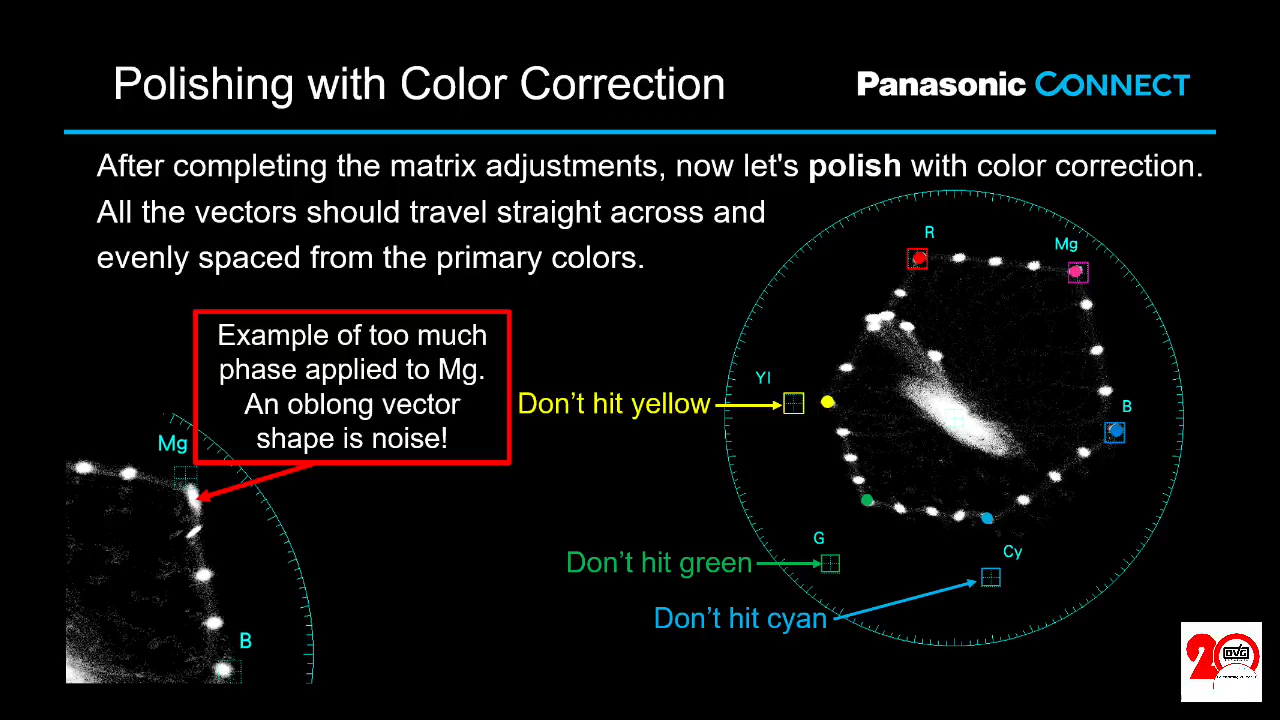 Polishing with Color Correction
Panasonic CONNECT
After completing the matrix adjustments, now let's polish with color correction.
All the vectors should travel straight across and
evenly spaced from the primary colors.
R
Mg
Example of too much
phase applied to Mg.
An oblong vector
shape is noise!
Yl
Don't hit yellow
B
Mg
G
Don't hit green
Cy
Don't hit cyan
B
20
DVG